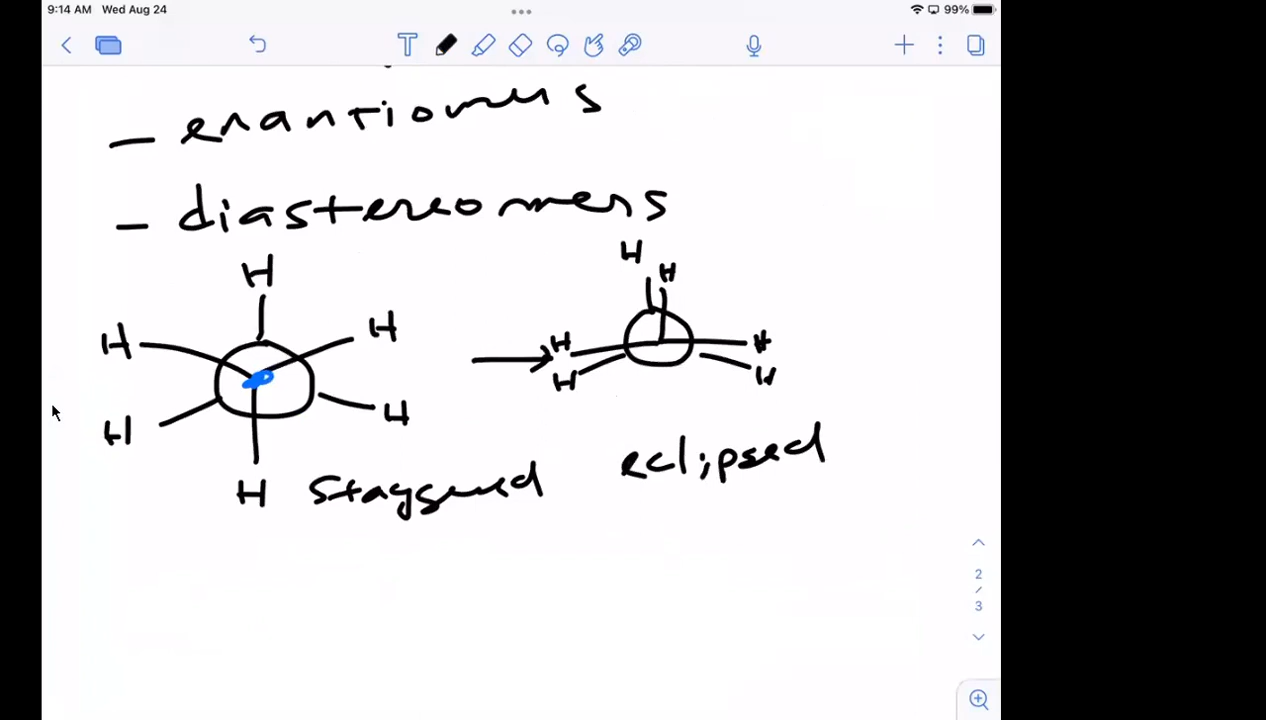 9:14 AM Wed Aug 24
99%
T
- enantiomers
- diastereomers
H
H
H
H
H
H
H
H
H
H
H
H
staggered
eclipsed
2
/
3